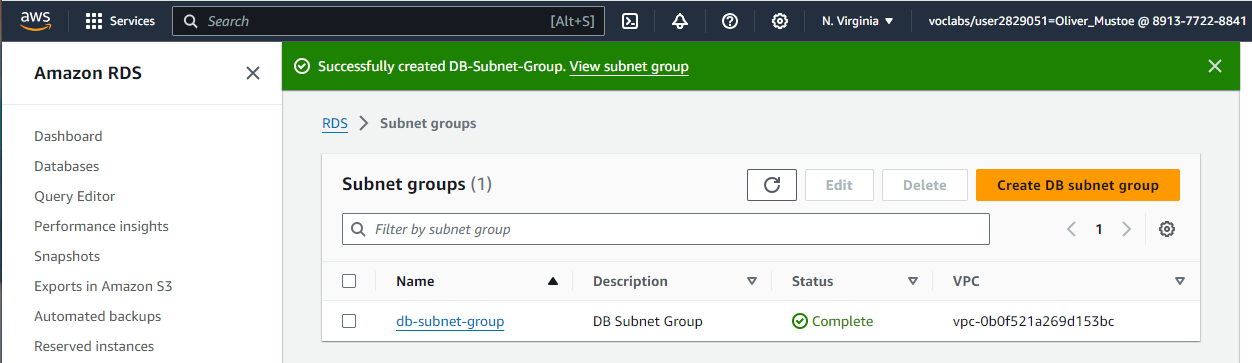 aws Services Search [Alt+S] N. Virginia voclabs/user2829051=Oliver_Mustoe @ 8913-7722-8841
Amazon RDS
Successfully created DB-Subnet-Group. View subnet group
RDS Subnet groups
Dashboard
Databases
Query Editor
Performance insights
Snapshots
Exports in Amazon S3
Automated backups
Reserved instances
Subnet groups (1) Edit Delete Create DB subnet group
Filter by subnet group 1
Name Description Status VPC
db-subnet-group DB Subnet Group Complete vpc-0b0f521a269d153bc